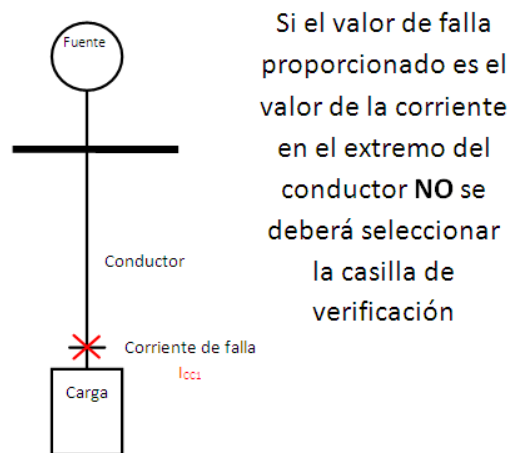 Fuente
Conductor
Corriente de falla
Icc1
Carga
Si el valor de falla
proporcionado es el
valor de la corriente
en el extremo del
conductor NO se
deberá seleccionar
la casilla de
verificación